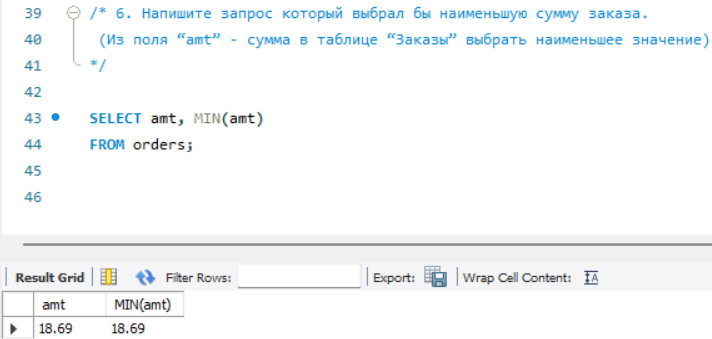 39 /* 6. Напишите запрос который выбрал бы наименьшую сумму заказа.
40 (Из поля “amt” - сумма в таблице “Заказы” выбрать наименьшее значение)
41 */
42
43 SELECT amt, MIN(amt)
44 FROM orders;
45
46
Result Grid Filter Rows: Export: Wrap Cell Content:
amt MIN(amt)
18.69 18.69